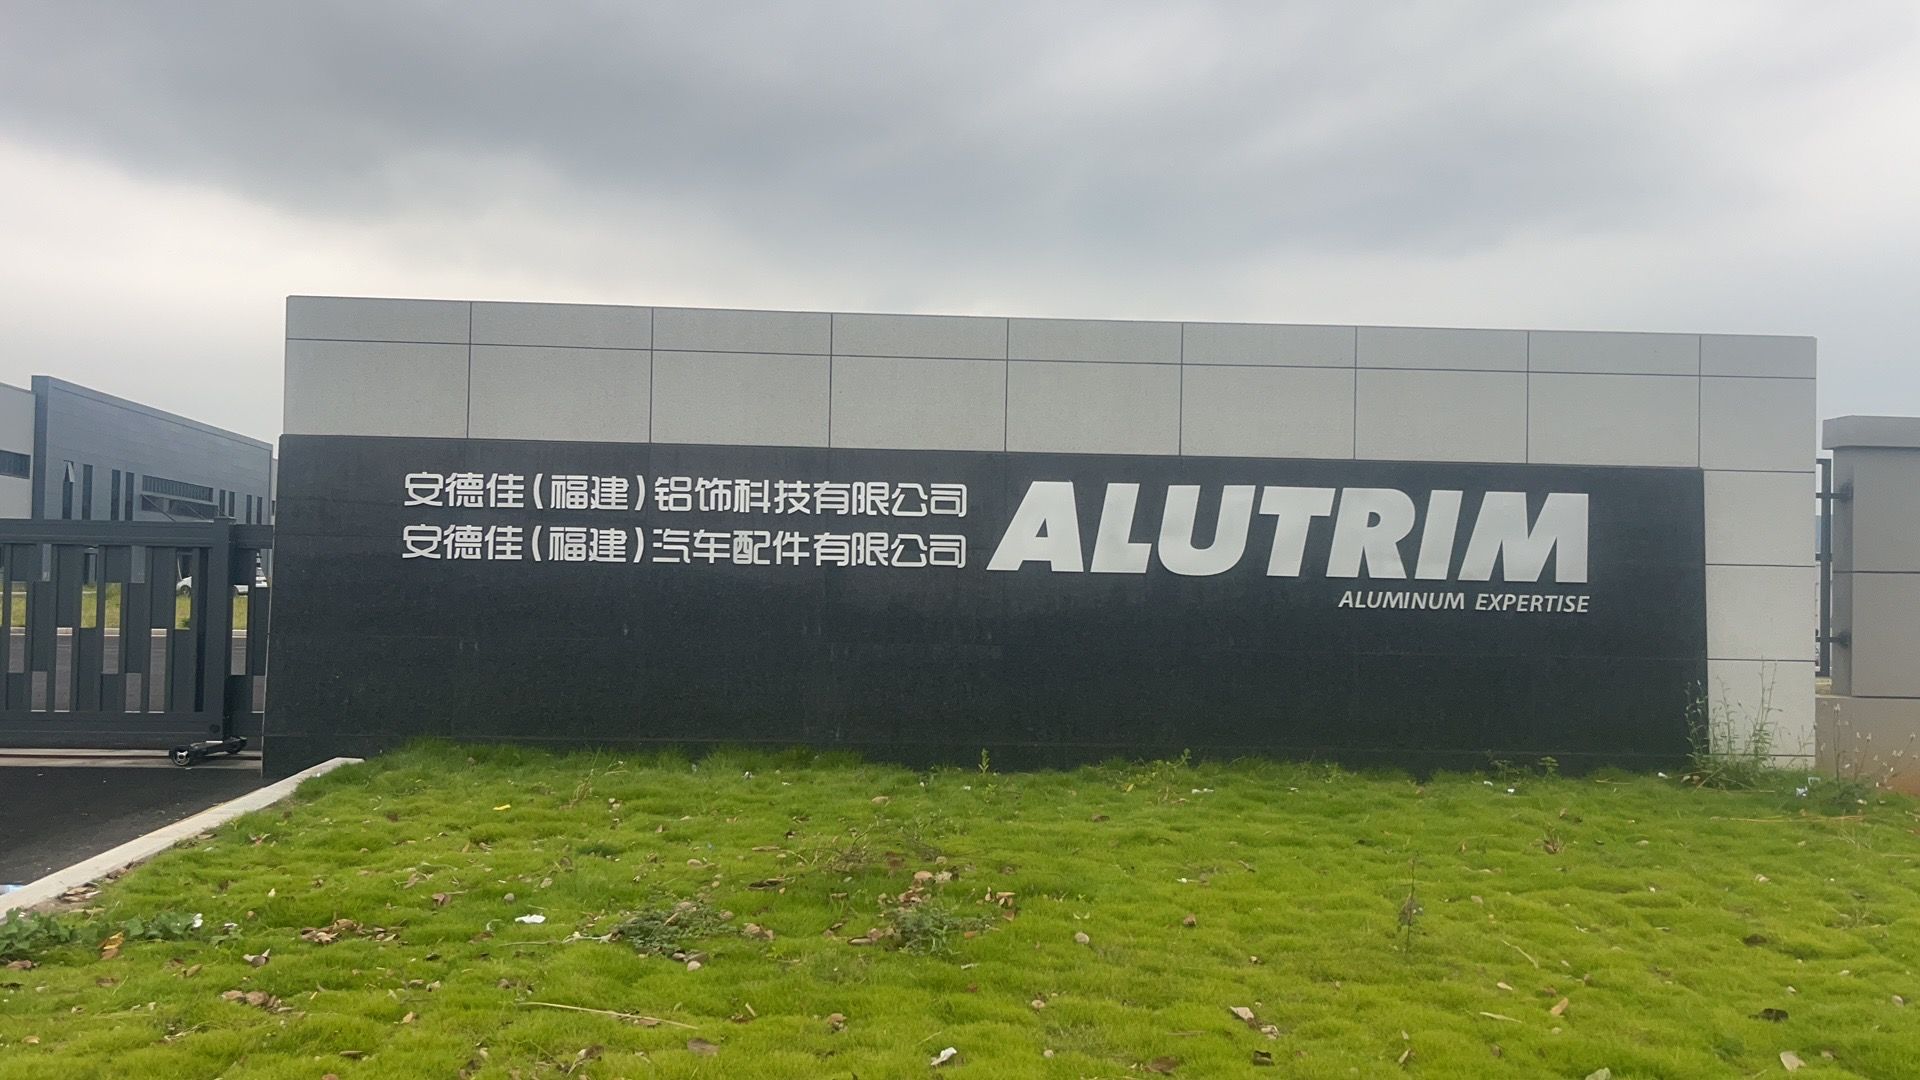 安德佳(福建)铝饰科技有限公司
安德佳(福建)汽车配件有限公司
ALUTRIM
ALUMINUM EXPERTISE